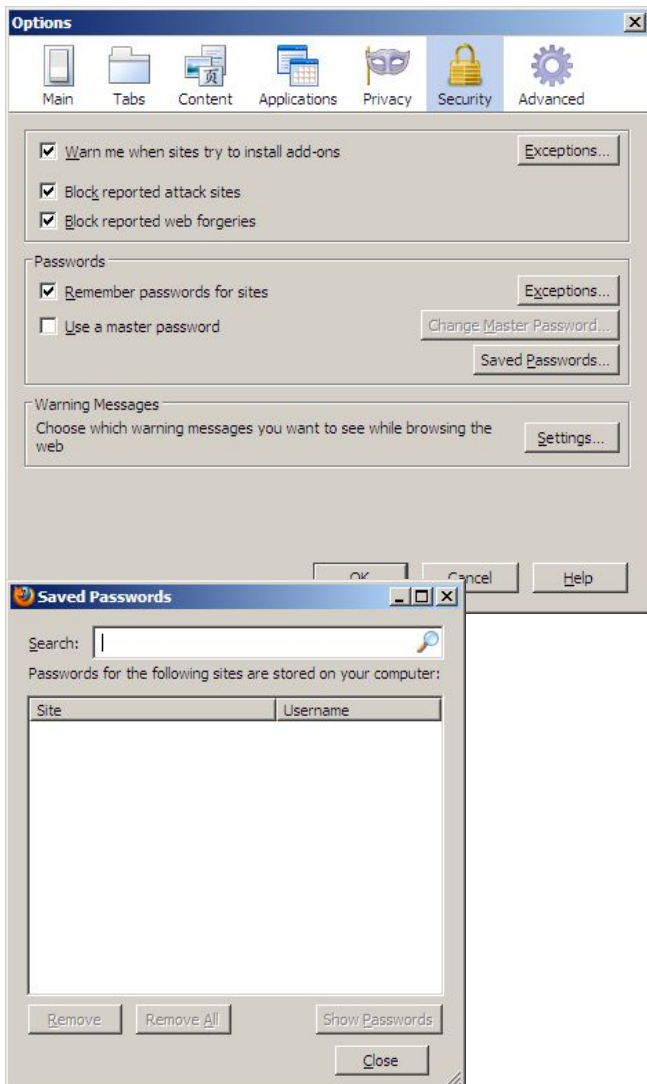 Options
Main Tabs Content Applications Privacy Security Advanced
Warn me when sites try to install add-ons Exceptions...
Block reported attack sites
Block reported web forgeries
Passwords
Remember passwords for sites Exceptions...
Use a master password Change Master Password...
Saved Passwords...
Warning Messages
Choose which warning messages you want to see while browsing the
web
Settings...
OK Cancel Help
Saved Passwords
Search:
Passwords for the following sites are stored on your computer:
Site Username
Remove Remove All Show Passwords
Close